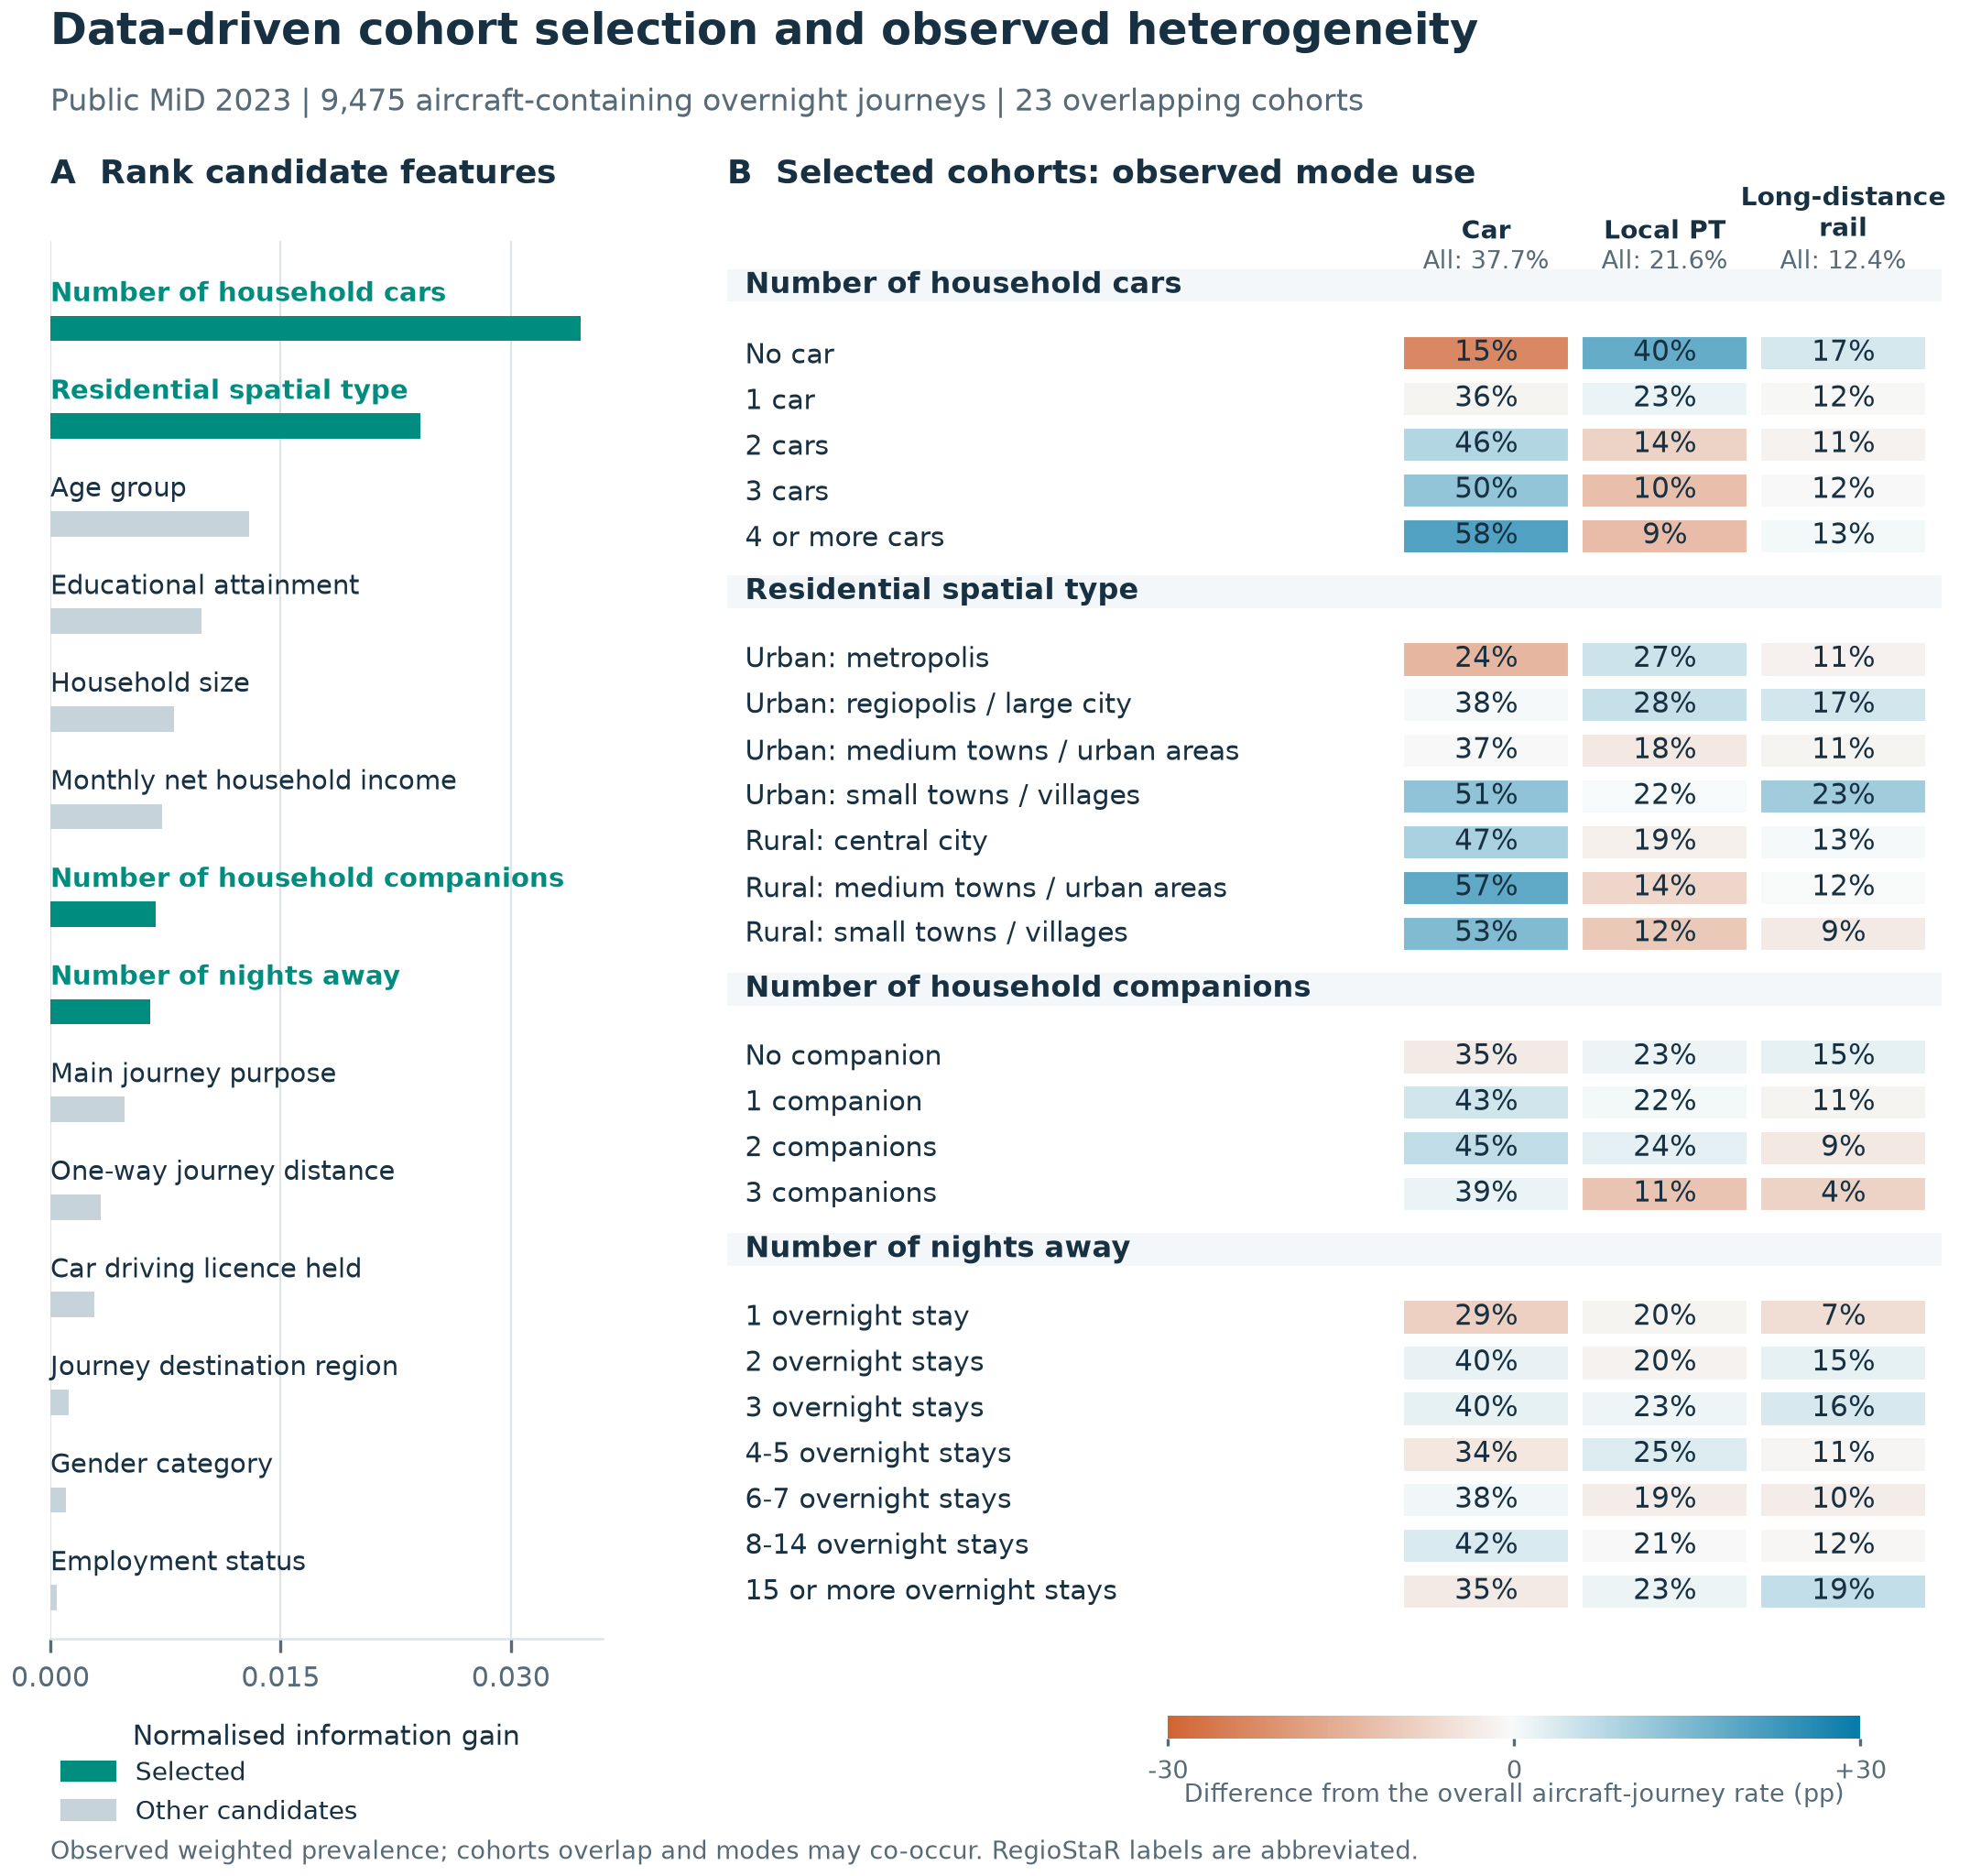 Data-driven cohort selection and observed heterogeneity
Public MiD 2023 | 9,475 aircraft-containing overnight journeys | 23 overlapping cohorts
A Rank candidate features
Number of household cars
Residential spatial type
Age group
Educational attainment
Household size
Monthly net household income
Number of household companions
Number of nights away
Main journey purpose
One-way journey distance
Car driving licence held
Journey destination region
Gender category
Employment status
0.000 0.015 0.030
Normalised information gain
Selected
Other candidates
B Selected cohorts: observed mode use
Car Local PT Long-distance rail
All: 37.7% All: 21.6% All: 12.4%
Number of household cars
No car 15% 40% 17%
1 car 36% 23% 12%
2 cars 46% 14% 11%
3 cars 50% 10% 12%
4 or more cars 58% 9% 13%
Residential spatial type
Urban: metropolis 24% 27% 11%
Urban: regiopolis / large city 38% 28% 17%
Urban: medium towns / urban areas 37% 18% 11%
Urban: small towns / villages 51% 22% 23%
Rural: central city 47% 19% 13%
Rural: medium towns / urban areas 57% 14% 12%
Rural: small towns / villages 53% 12% 9%
Number of household companions
No companion 35% 23% 15%
1 companion 43% 22% 11%
2 companions 45% 24% 9%
3 companions 39% 11% 4%
Number of nights away
1 overnight stay 29% 20% 7%
2 overnight stays 40% 20% 15%
3 overnight stays 40% 23% 16%
4-5 overnight stays 34% 25% 11%
6-7 overnight stays 38% 19% 10%
8-14 overnight stays 42% 21% 12%
15 or more overnight stays 35% 23% 19%
-30 0 +30
Difference from the overall aircraft-journey rate (pp)
Observed weighted prevalence; cohorts overlap and modes may co-occur. RegioStaR labels are abbreviated.